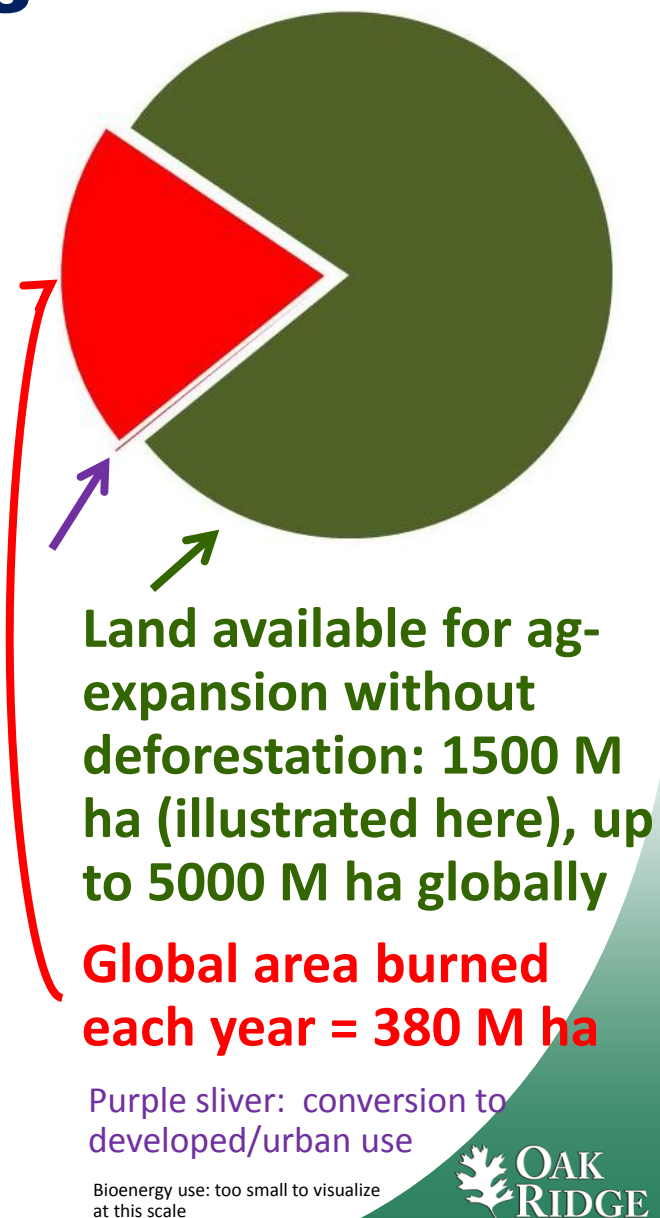 Land available for ag-
expansion without
deforestation: 1500 M
ha (illustrated here), up
to 5000 M ha globally
Global area burned
each year = 380 M ha
Purple sliver:  conversion to
developed/urban use
Bioenergy use: too small to visualize
at this scale
OAK
RIDGE